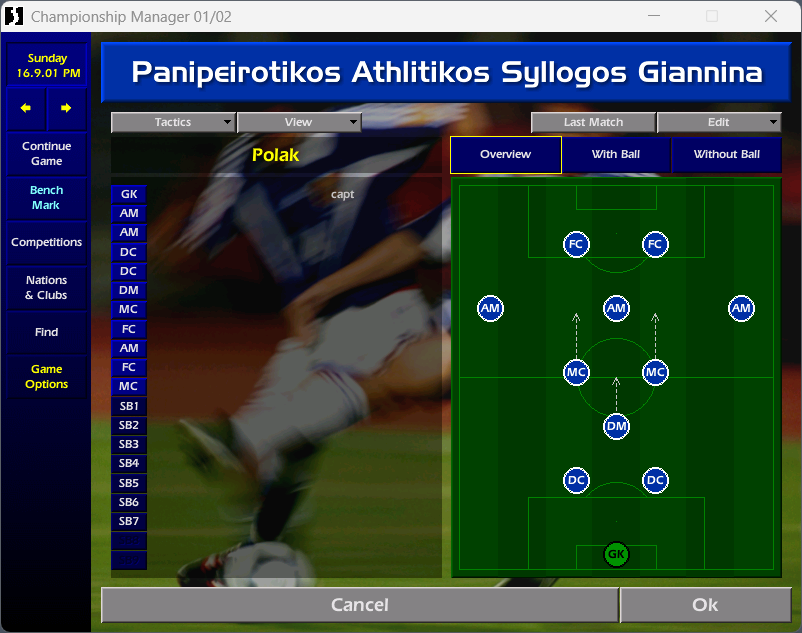 Championship Manager 01/02
Sunday
16.9.01 PM
Panipeirotikos Athlitikos Syllogos Giannina
Continue
Game
Bench
Mark
Competitions
Nations
& Clubs
Find
Game
Options
Tactics
View
Last Match
Edit
Polak
Overview
With Ball
Without Ball
GK capt
AM
AM
DC
DC
DM
MC
FC
AM
FC
MC
SB1
SB2
SB3
SB4
SB5
SB6
SB7
FC FC
AM AM AM
MC MC
DM
DC DC
GK
Cancel
Ok